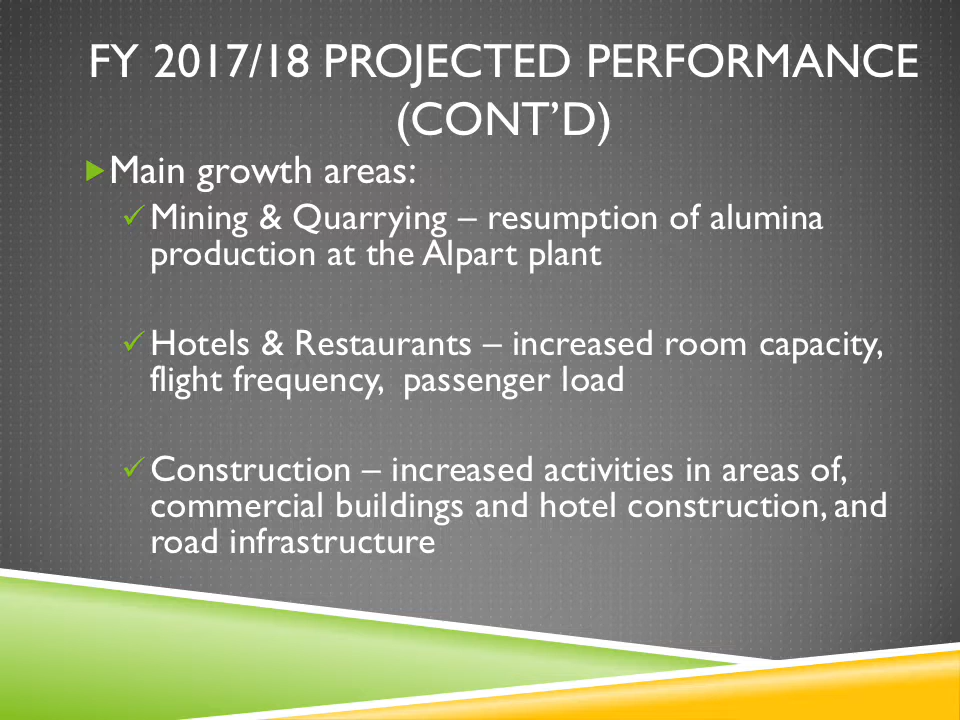 FY 2017/18 PROJECTED PERFORMANCE
(CONT’D)
Main growth areas:
Mining & Quarrying – resumption of alumina
production at the Alpart plant
Hotels & Restaurants – increased room capacity,
flight frequency,  passenger load
Construction – increased activities in areas of,
commercial buildings and hotel construction, and
road infrastructure